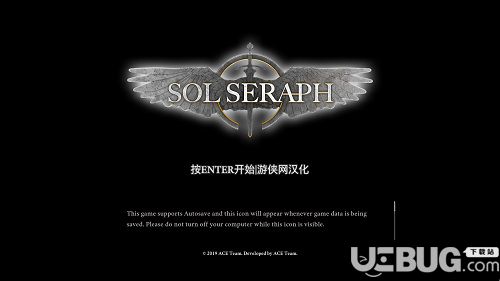 SOL SERAPH
按ENTER开始|游侠网汉化
This game supports Autosave and this icon will appear whenever game data is being
saved. Please do not turn off your computer while this icon is visible.
© 2019 ACE Team. Developed by ACE Team.
下载站
UEBUG.com